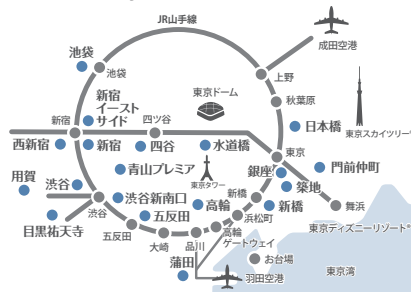 JR山手線
成田空港
池袋
池袋
上野
新宿
イースト
サイド
東京ドーム
秋葉原
新宿
四ツ谷
日本橋
東京スカイツリー
西新宿
新宿
四谷
水道橋
東京
青山プレミア
東京タワー
銀座
門前仲町
用賀
渋谷
築地
渋谷
渋谷新南口
高輪
新橋
新橋
舞浜
目黒祐天寺
五反田
浜松町
五反田
大崎
品川
高輪
ゲートウェイ
東京ディズニーリゾート®
お台場
蒲田
羽田空港
東京湾